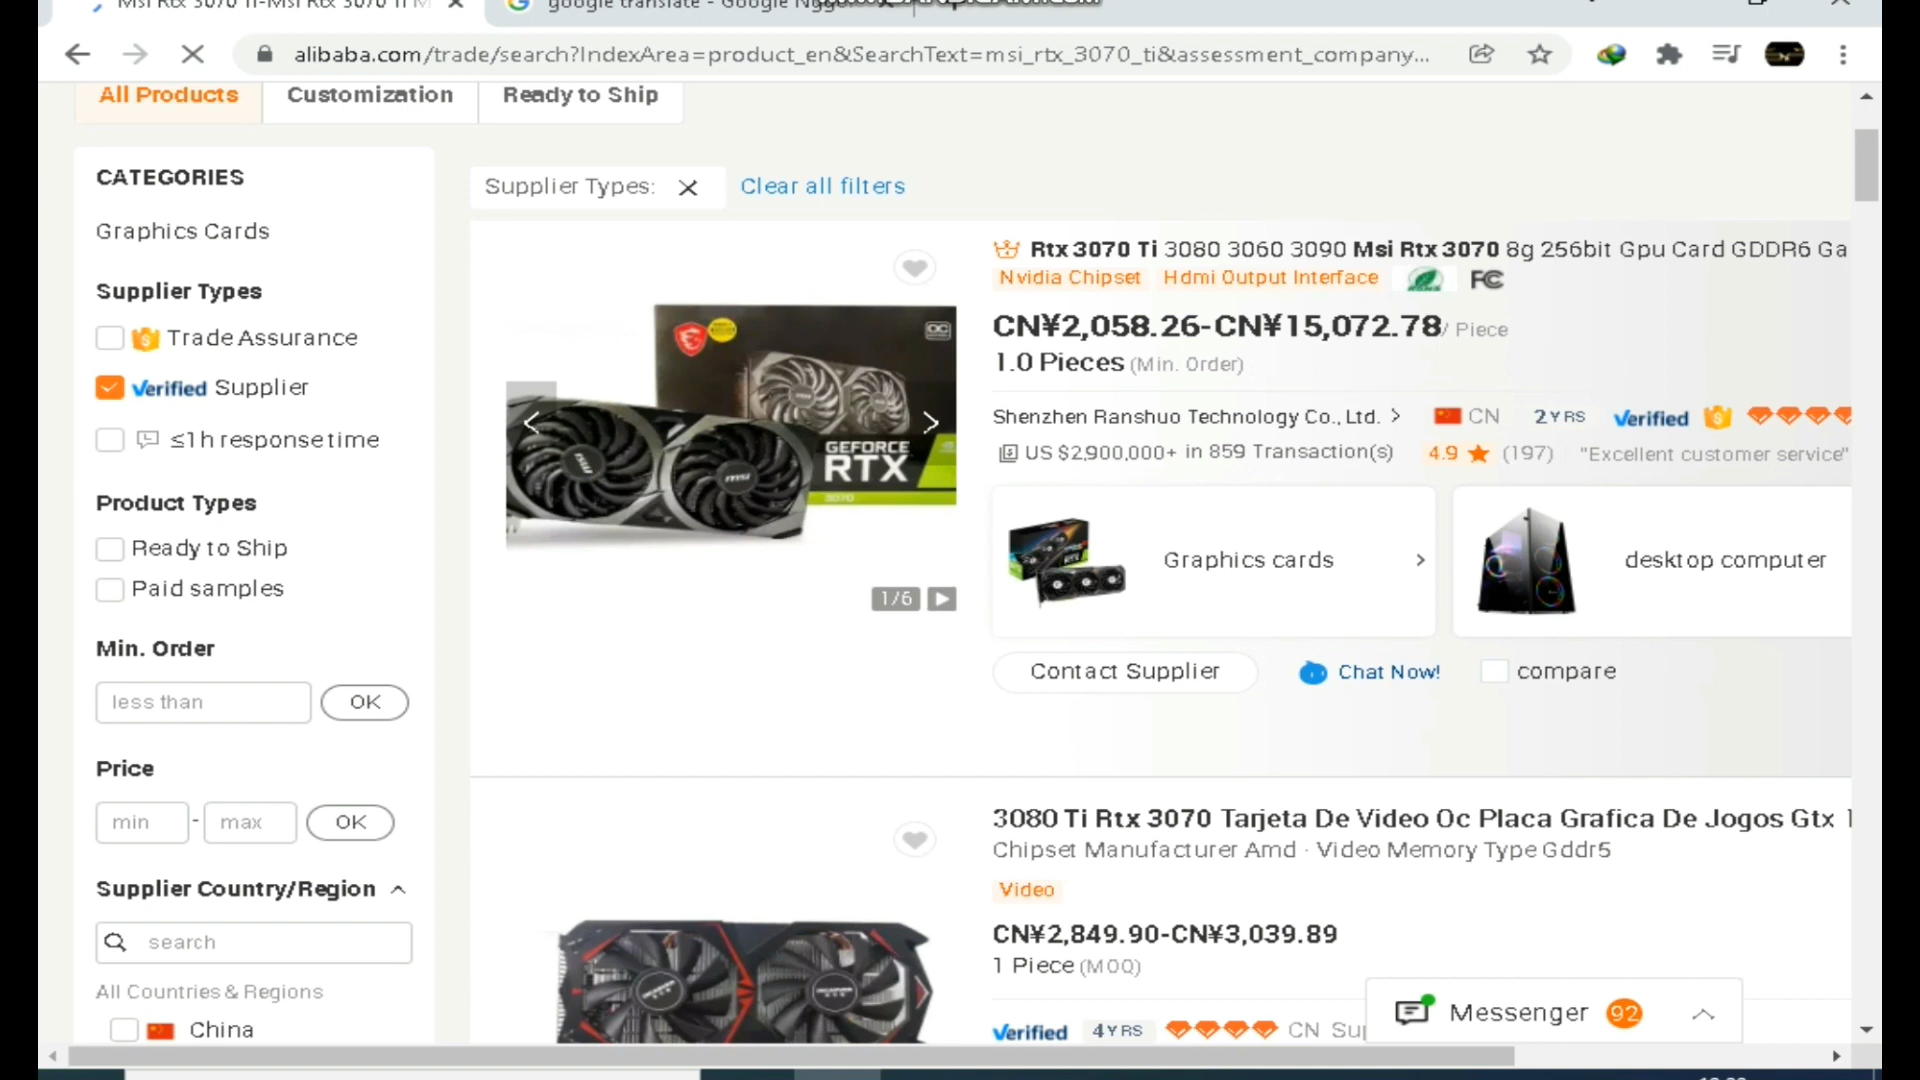 alibaba.com/trade/search?IndexArea=product_en&SearchText=msi_rtx_3070_ti&assessment_company...
All Products
Customization
Ready to Ship
CATEGORIES
Graphics Cards
Supplier Types
Trade Assurance
Verified Supplier
≤1h response time
Product Types
Ready to Ship
Paid samples
Min. Order
less than
OK
Price
min
-
max
OK
Supplier Country/Region
search
All Countries & Regions
China
Supplier Types:
Clear all filters
GEFORCE
RTX
3070
OC
msi
msi
1/6
Rtx 3070 Ti 3080 3060 3090 Msi Rtx 3070 8g 256bit Gpu Card GDDR6 Ga
Nvidia Chipset
Hdmi Output Interface
FC
CN¥2,058.26-CN¥15,072.78/ Piece
1.0 Pieces (Min. Order)
Shenzhen Ranshuo Technology Co., Ltd. >
CN
2 YRS
Verified
US $2,900,000+ in 859 Transaction(s)
4.9
(197)
"Excellent customer service"
Graphics cards
desktop computer
Contact Supplier
Chat Now!
compare
3080 Ti Rtx 3070 Tarjeta De Video Oc Placa Grafica De Jogos Gtx 1
Chipset Manufacturer Amd · Video Memory Type Gddr5
Video
CN¥2,849.90-CN¥3,039.89
1 Piece (MOQ)
Verified
4 YRS
CN
Messenger
92